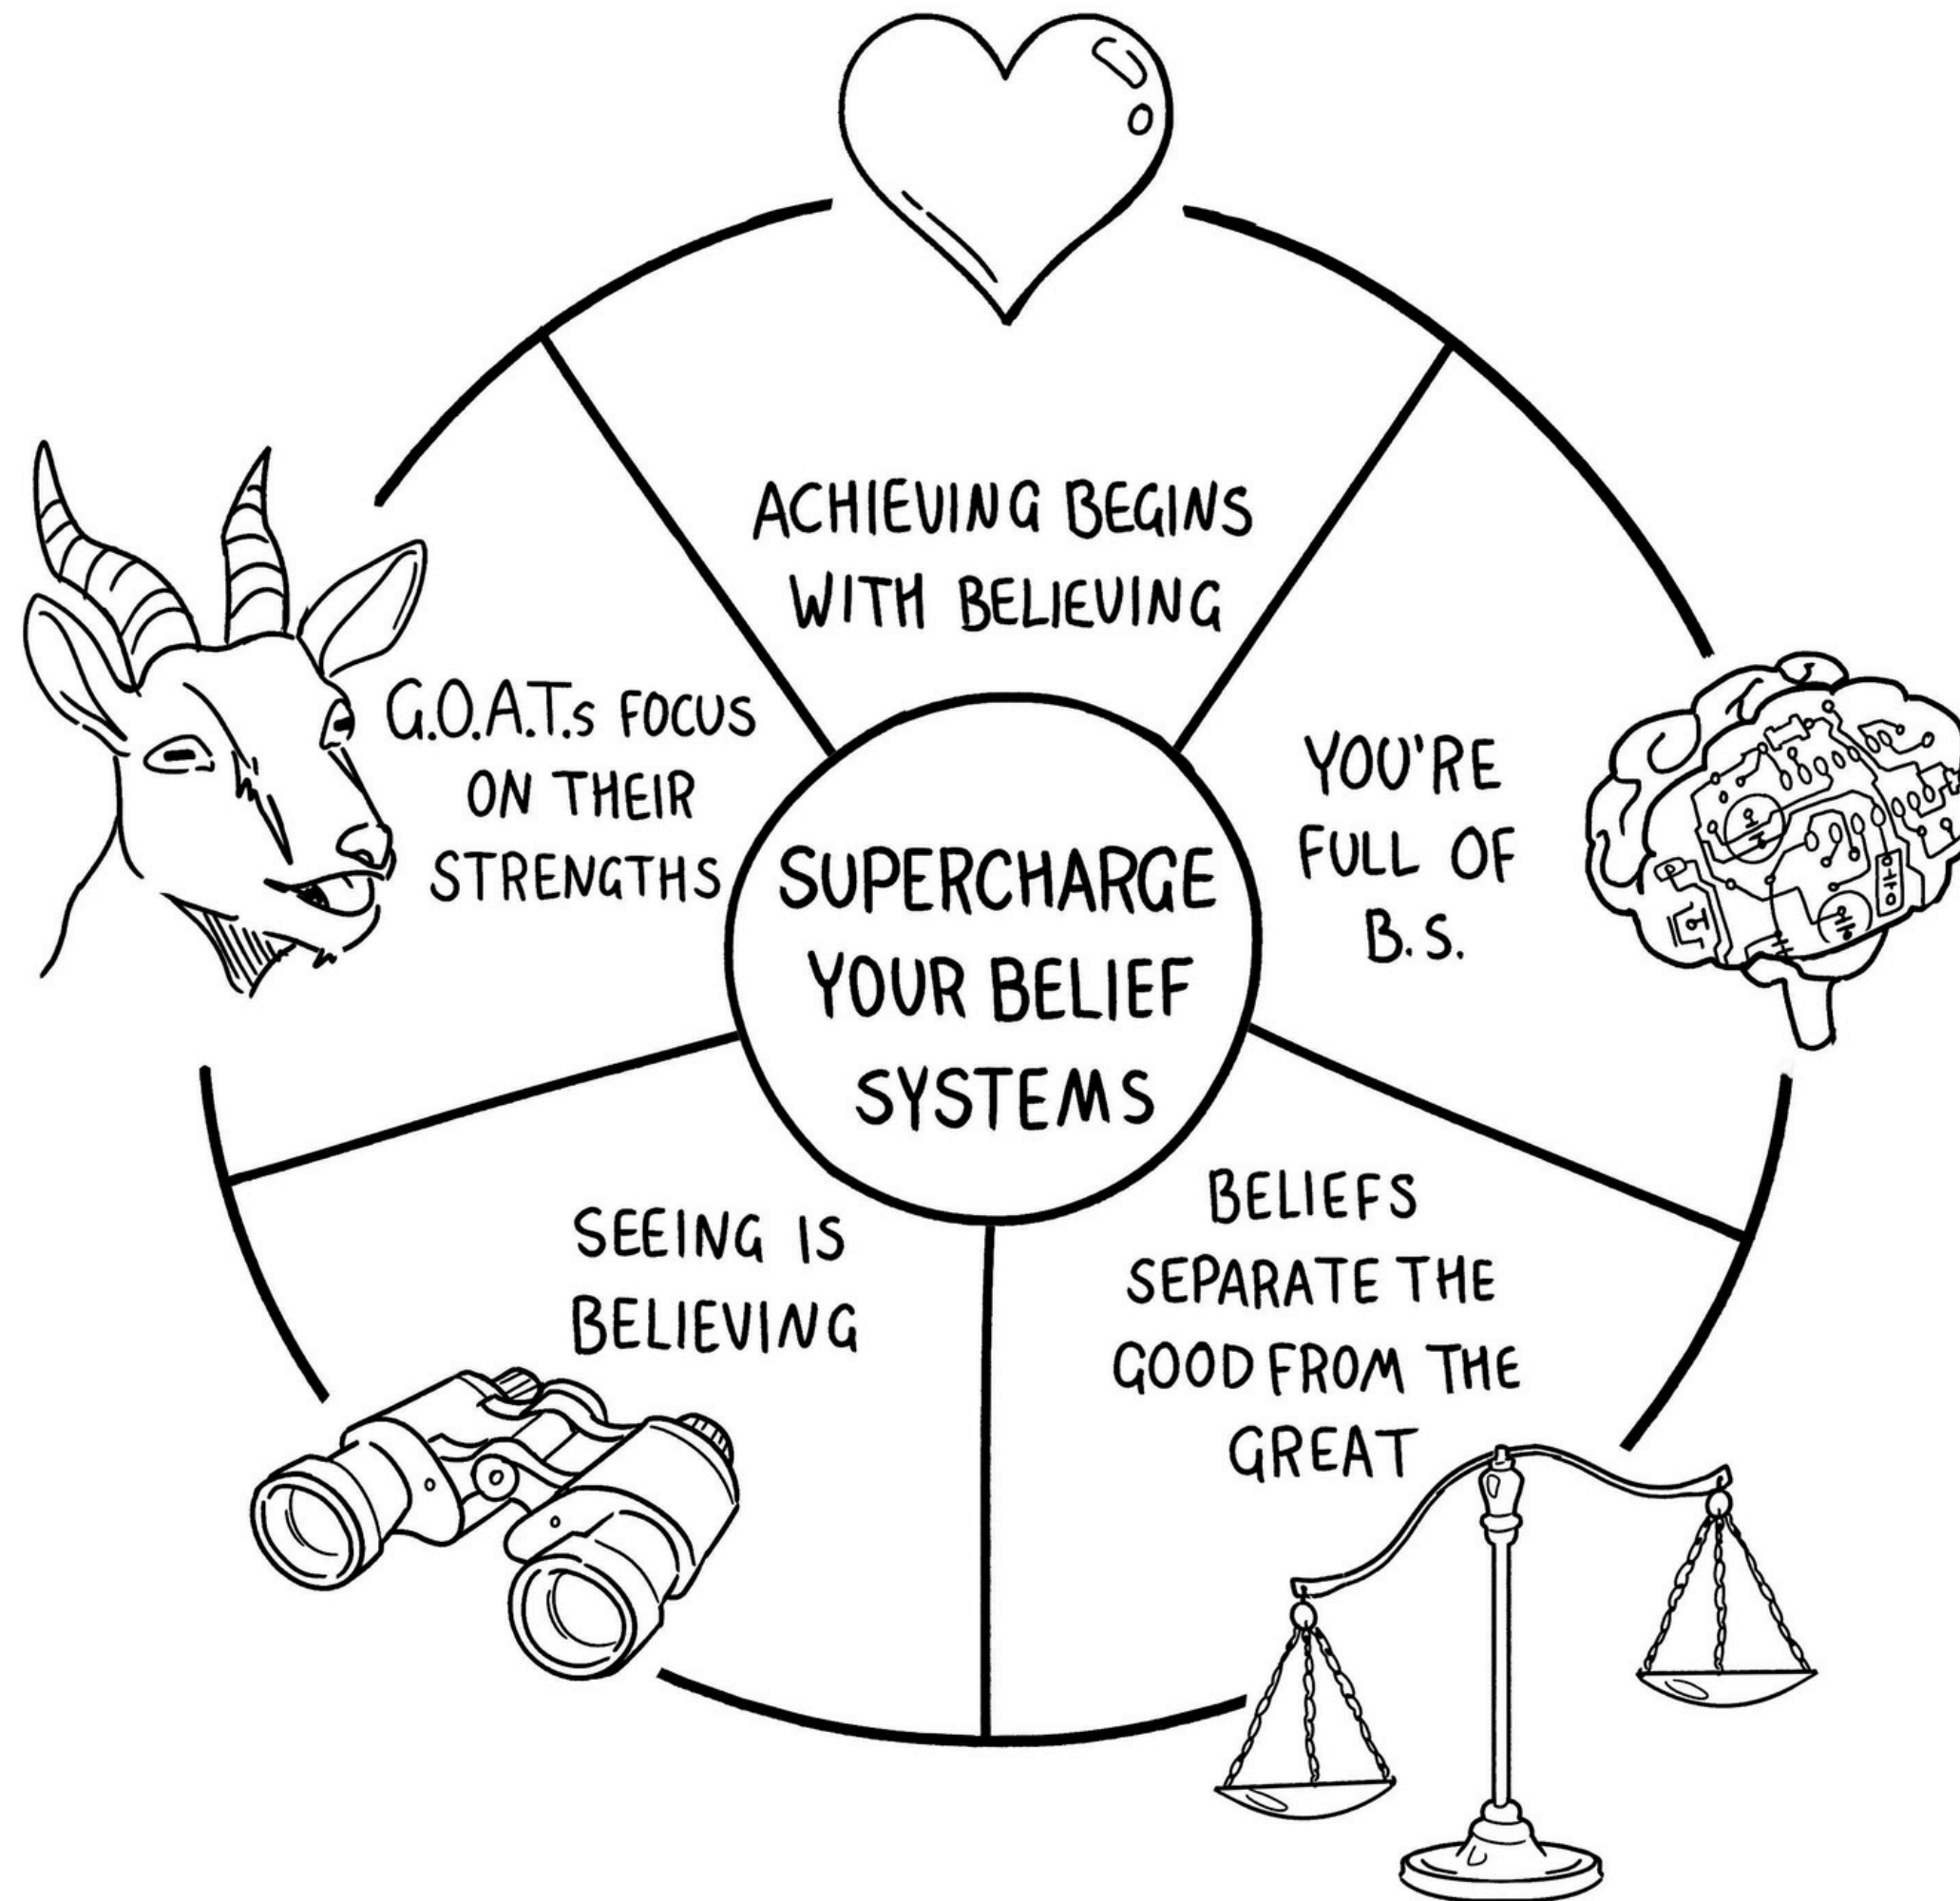 ACHIEVING BEGINS
WITH BELIEVING
YOU'RE
FULL OF
B.S.
BELIEFS
SEPARATE THE
GOOD FROM THE
GREAT
SEEING IS
BELIEVING
G.O.A.T.s FOCUS
ON THEIR
STRENGTHS
SUPERCHARGE
YOUR BELIEF
SYSTEMS